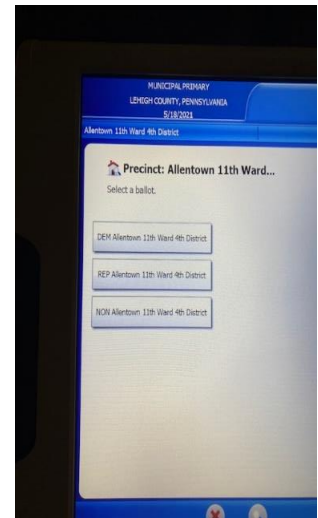 MUNICIPAL PRIMARY
LEHIGH COUNTY, PENNSYLVANIA
5/18/2021
Allentown 11th Ward 4th District
Precinct: Allentown 11th Ward...
Select a ballot.
DEM Allentown 11th Ward 4th District
REP Allentown 11th Ward 4th District
NON Allentown 11th Ward 4th District